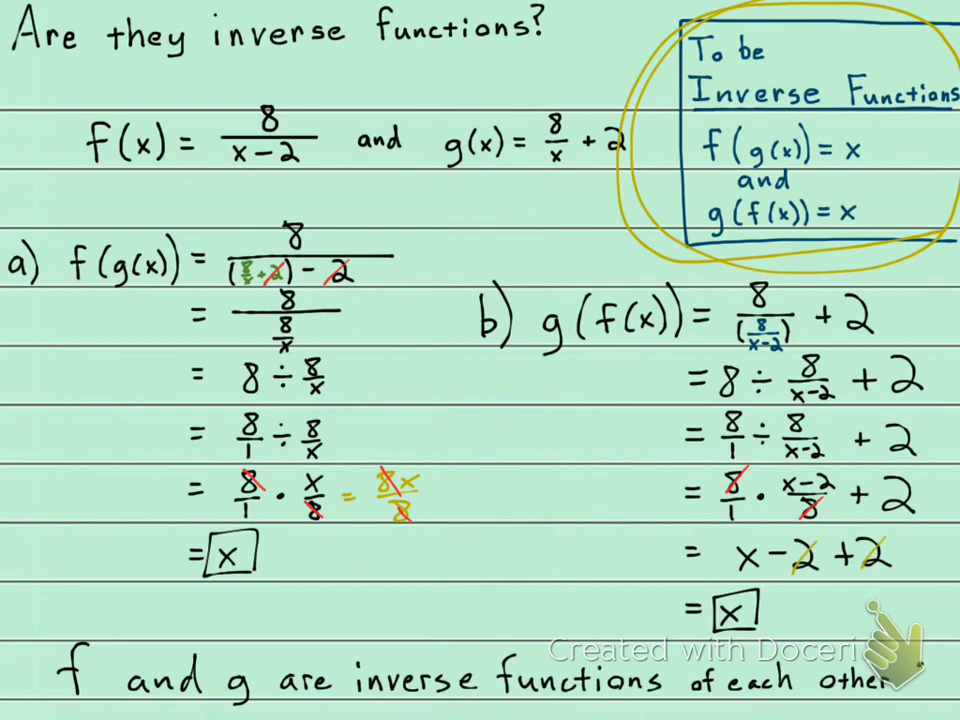 Are they inverse functions?
To be
Inverse Functions
f(g(x)) = x
and
g(f(x)) = x
f(x) = 8/(x-2) and g(x) = 8/x + 2
a) f(g(x)) = 8/((8/x + 2) - 2)
= 8/(8/x)
= 8 ÷ 8/x
= 8/1 ÷ 8/x
= 8/1 · x/8 = 8x/8
= x
b) g(f(x)) = 8/(8/(x-2)) + 2
= 8 ÷ 8/(x-2) + 2
= 8/1 ÷ 8/(x-2) + 2
= 8/1 · (x-2)/8 + 2
= x - 2 + 2
= x
f and g are inverse functions of each other
Created with Doceri